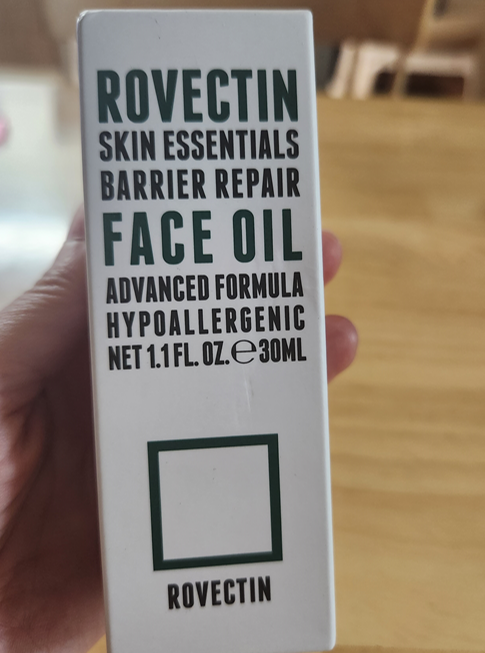 ROVECTIN
SKIN ESSENTIALS
BARRIER REPAIR
FACE OIL
ADVANCED FORMULA
HYPOALLERGENIC
NET 1.1 FL. OZ. ℮ 30ML
ROVECTIN